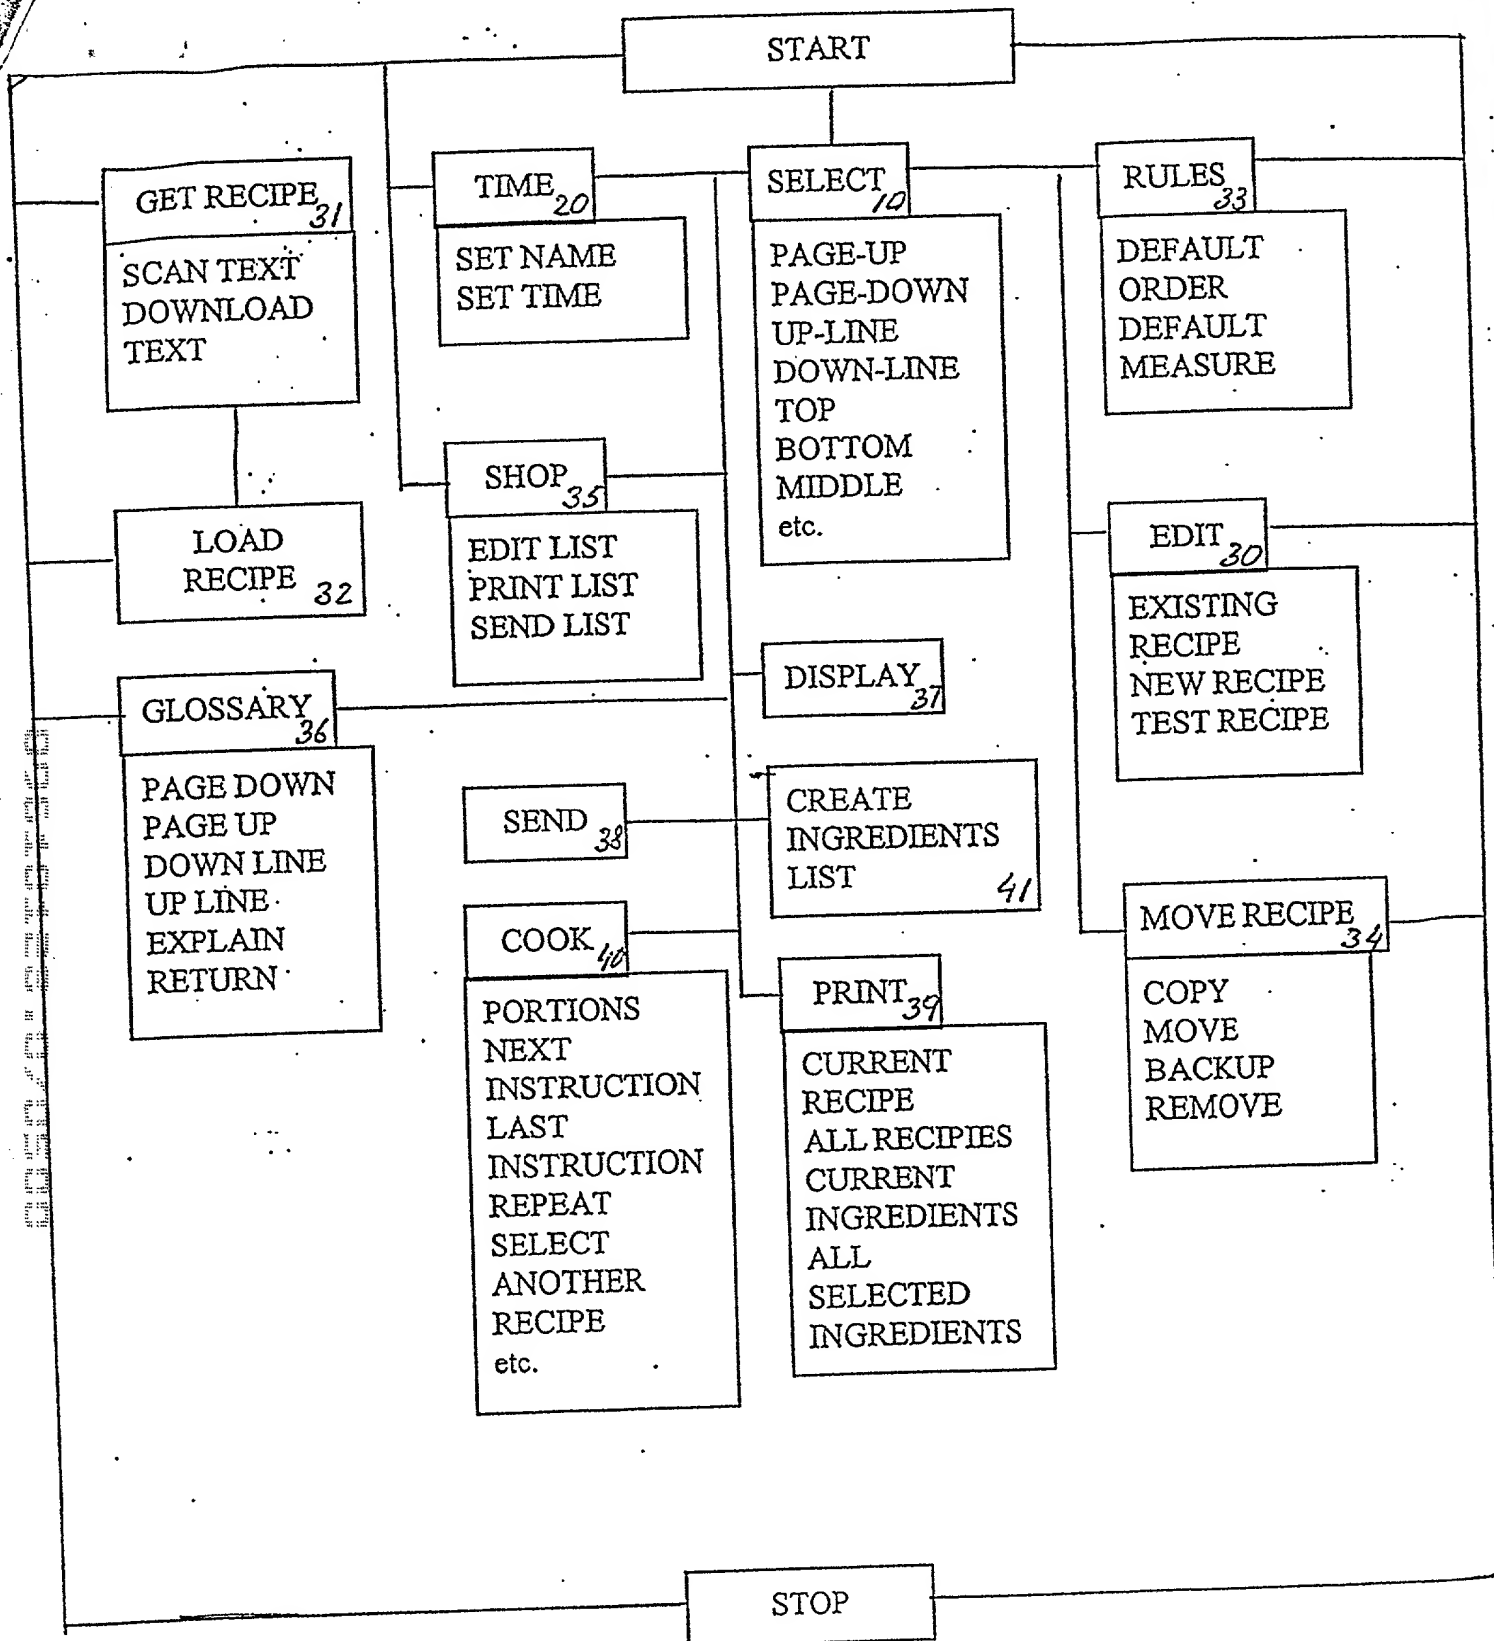 START
GET RECIPE 31
SCAN TEXT
DOWNLOAD
TEXT
LOAD
RECIPE 32
GLOSSARY 36
PAGE DOWN
PAGE UP
DOWN LINE
UP LINE
EXPLAIN
RETURN
TIME 20
SET NAME
SET TIME
SHOP 35
EDIT LIST
PRINT LIST
SEND LIST
SEND 38
COOK 40
PORTIONS
NEXT
INSTRUCTION
LAST
INSTRUCTION
REPEAT
SELECT
ANOTHER
RECIPE
etc.
SELECT 10
PAGE-UP
PAGE-DOWN
UP-LINE
DOWN-LINE
TOP
BOTTOM
MIDDLE
etc.
DISPLAY 37
CREATE
INGREDIENTS
LIST 41
PRINT 39
CURRENT
RECIPE
ALL RECIPIES
CURRENT
INGREDIENTS
ALL
SELECTED
INGREDIENTS
RULES 33
DEFAULT
ORDER
DEFAULT
MEASURE
EDIT 30
EXISTING
RECIPE
NEW RECIPE
TEST RECIPE
MOVE RECIPE 34
COPY
MOVE
BACKUP
REMOVE
STOP